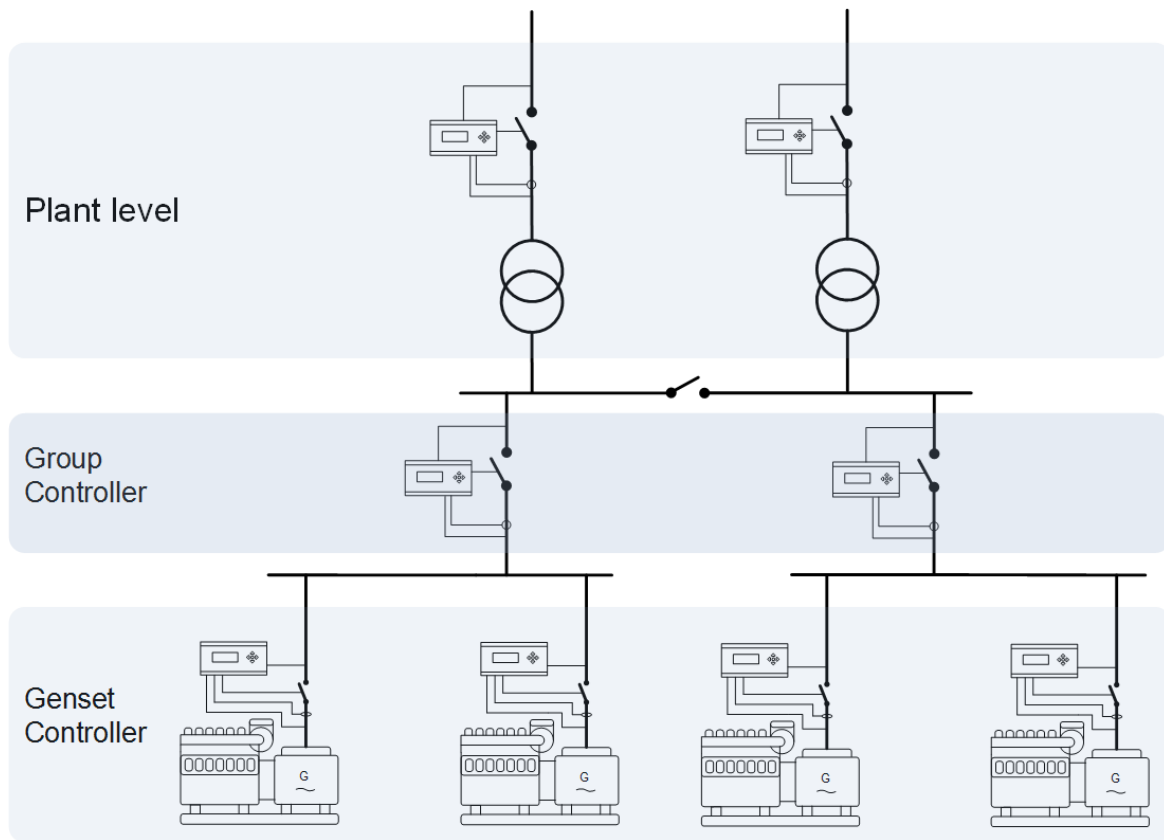 Plant level
Group
Controller
Genset
Controller
G
G
G
G